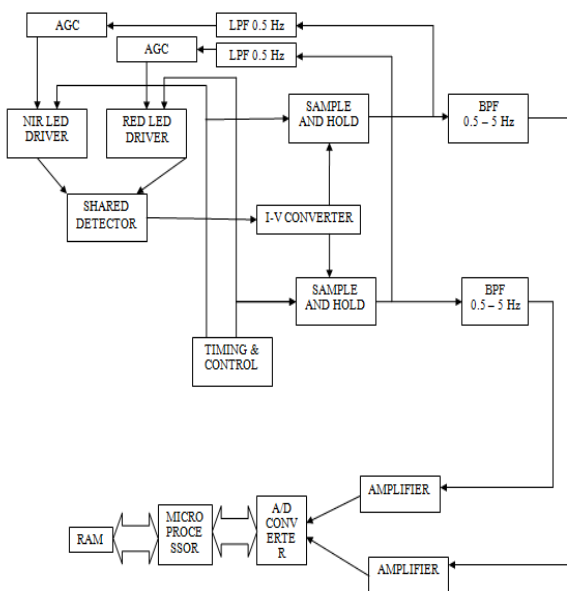 AGC
LPF 0.5 Hz
AGC
LPF 0.5 Hz
NIR LED
DRIVER
RED LED
DRIVER
SAMPLE
AND HOLD
BPF
0.5 – 5 Hz
SHARED
DETECTOR
I-V CONVERTER
SAMPLE
AND HOLD
BPF
0.5 – 5 Hz
TIMING &
CONTROL
AMPLIFIER
RAM
MICRO
PROCE
SSOR
A/D
CONV
ERTE
R
AMPLIFIER